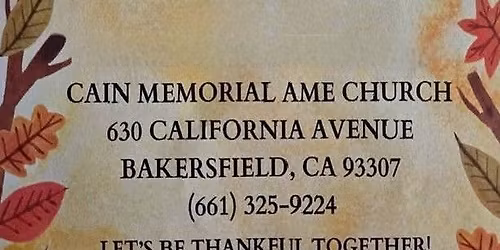 CAIN MEMORIAL AME CHURCH
630 CALIFORNIA AVENUE
BAKERSFIELD, CA 93307
(661) 325-9224
LET'S BE THANKFUL TOGETHER!